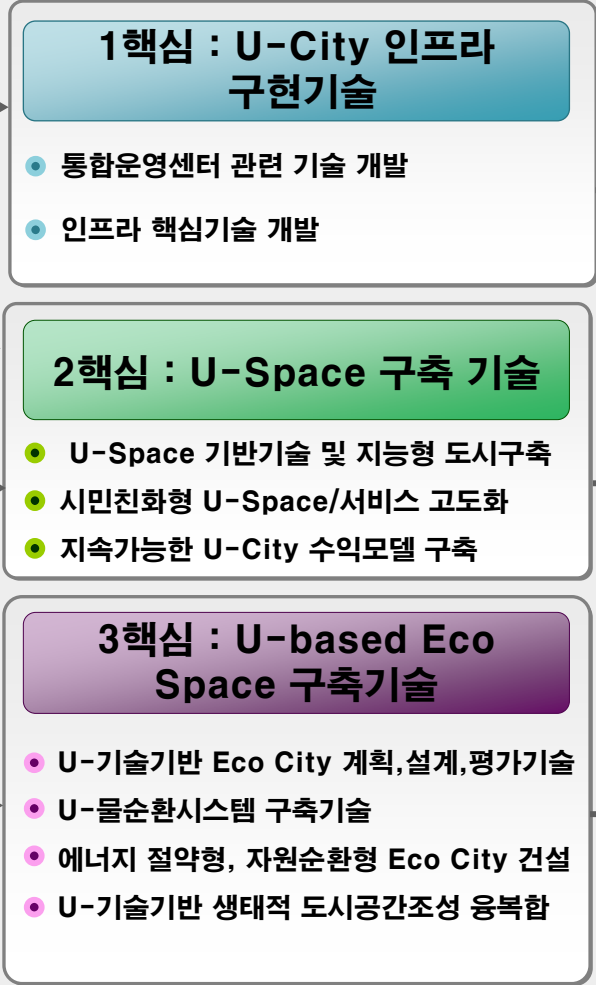 1핵심 : U-City 인프라
구현기술
통합운영센터 관련 기술 개발
인프라 핵심기술 개발
2핵심 : U-Space 구축 기술
U-Space 기반기술 및 지능형 도시구축
시민친화형 U-Space/서비스 고도화
지속가능한 U-City 수익모델 구축
3핵심 : U-based Eco
Space 구축기술
U-기술기반 Eco City 계획,설계,평가기술
U-물순환시스템 구축기술
에너지 절약형, 자원순환형 Eco City 건설
U-기술기반 생태적 도시공간조성 융복합